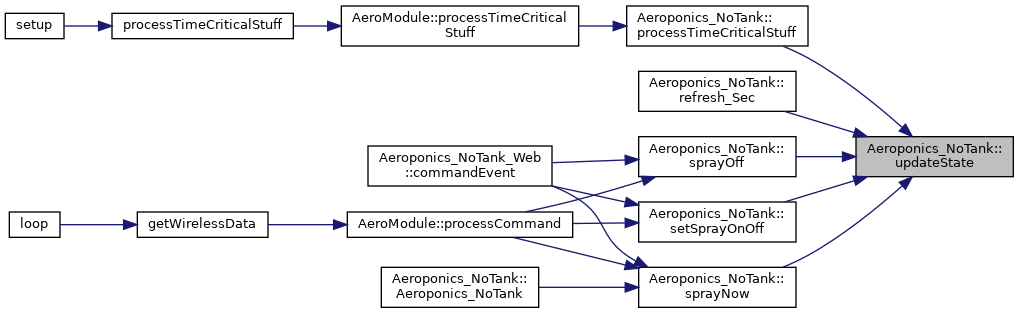 setup
processTimeCriticalStuff
AeroModule::processTimeCritical
Stuff
Aeroponics_NoTank::
processTimeCriticalStuff
Aeroponics_NoTank::
refresh_Sec
Aeroponics_NoTank::
updateState
Aeroponics_NoTank_Web
::commandEvent
Aeroponics_NoTank::
sprayOff
loop
getWirelessData
AeroModule::processCommand
Aeroponics_NoTank::
setSprayOnOff
Aeroponics_NoTank::
Aeroponics_NoTank
Aeroponics_NoTank::
sprayNow